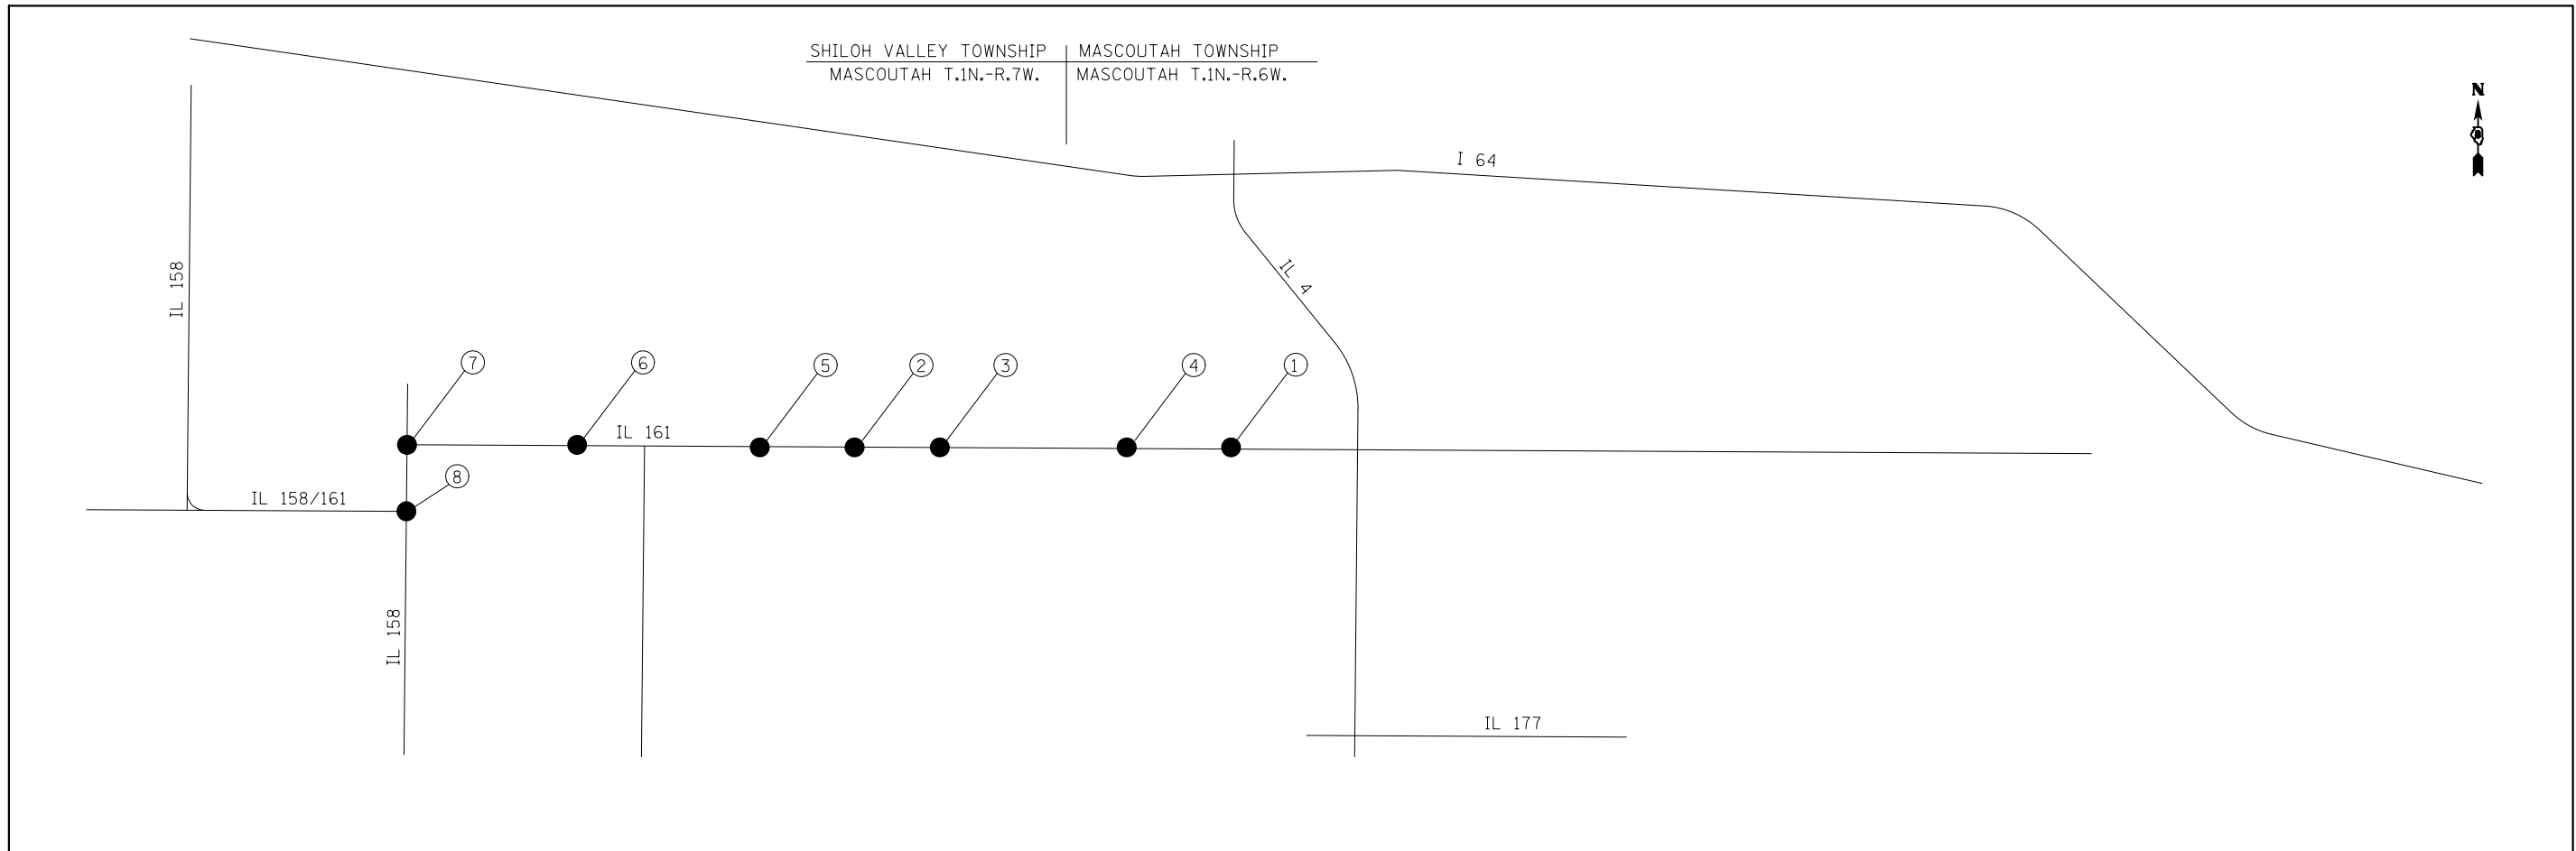 SHILOH VALLEY TOWNSHIP
MASCOUTAH TOWNSHIP
MASCOUTAH T.1N.-R.7W.
MASCOUTAH T.1N.-R.6W.
N
I 64
IL 158
IL 4
7
6
5
2
3
4
1
IL 161
8
IL 158/161
IL 158
IL 177